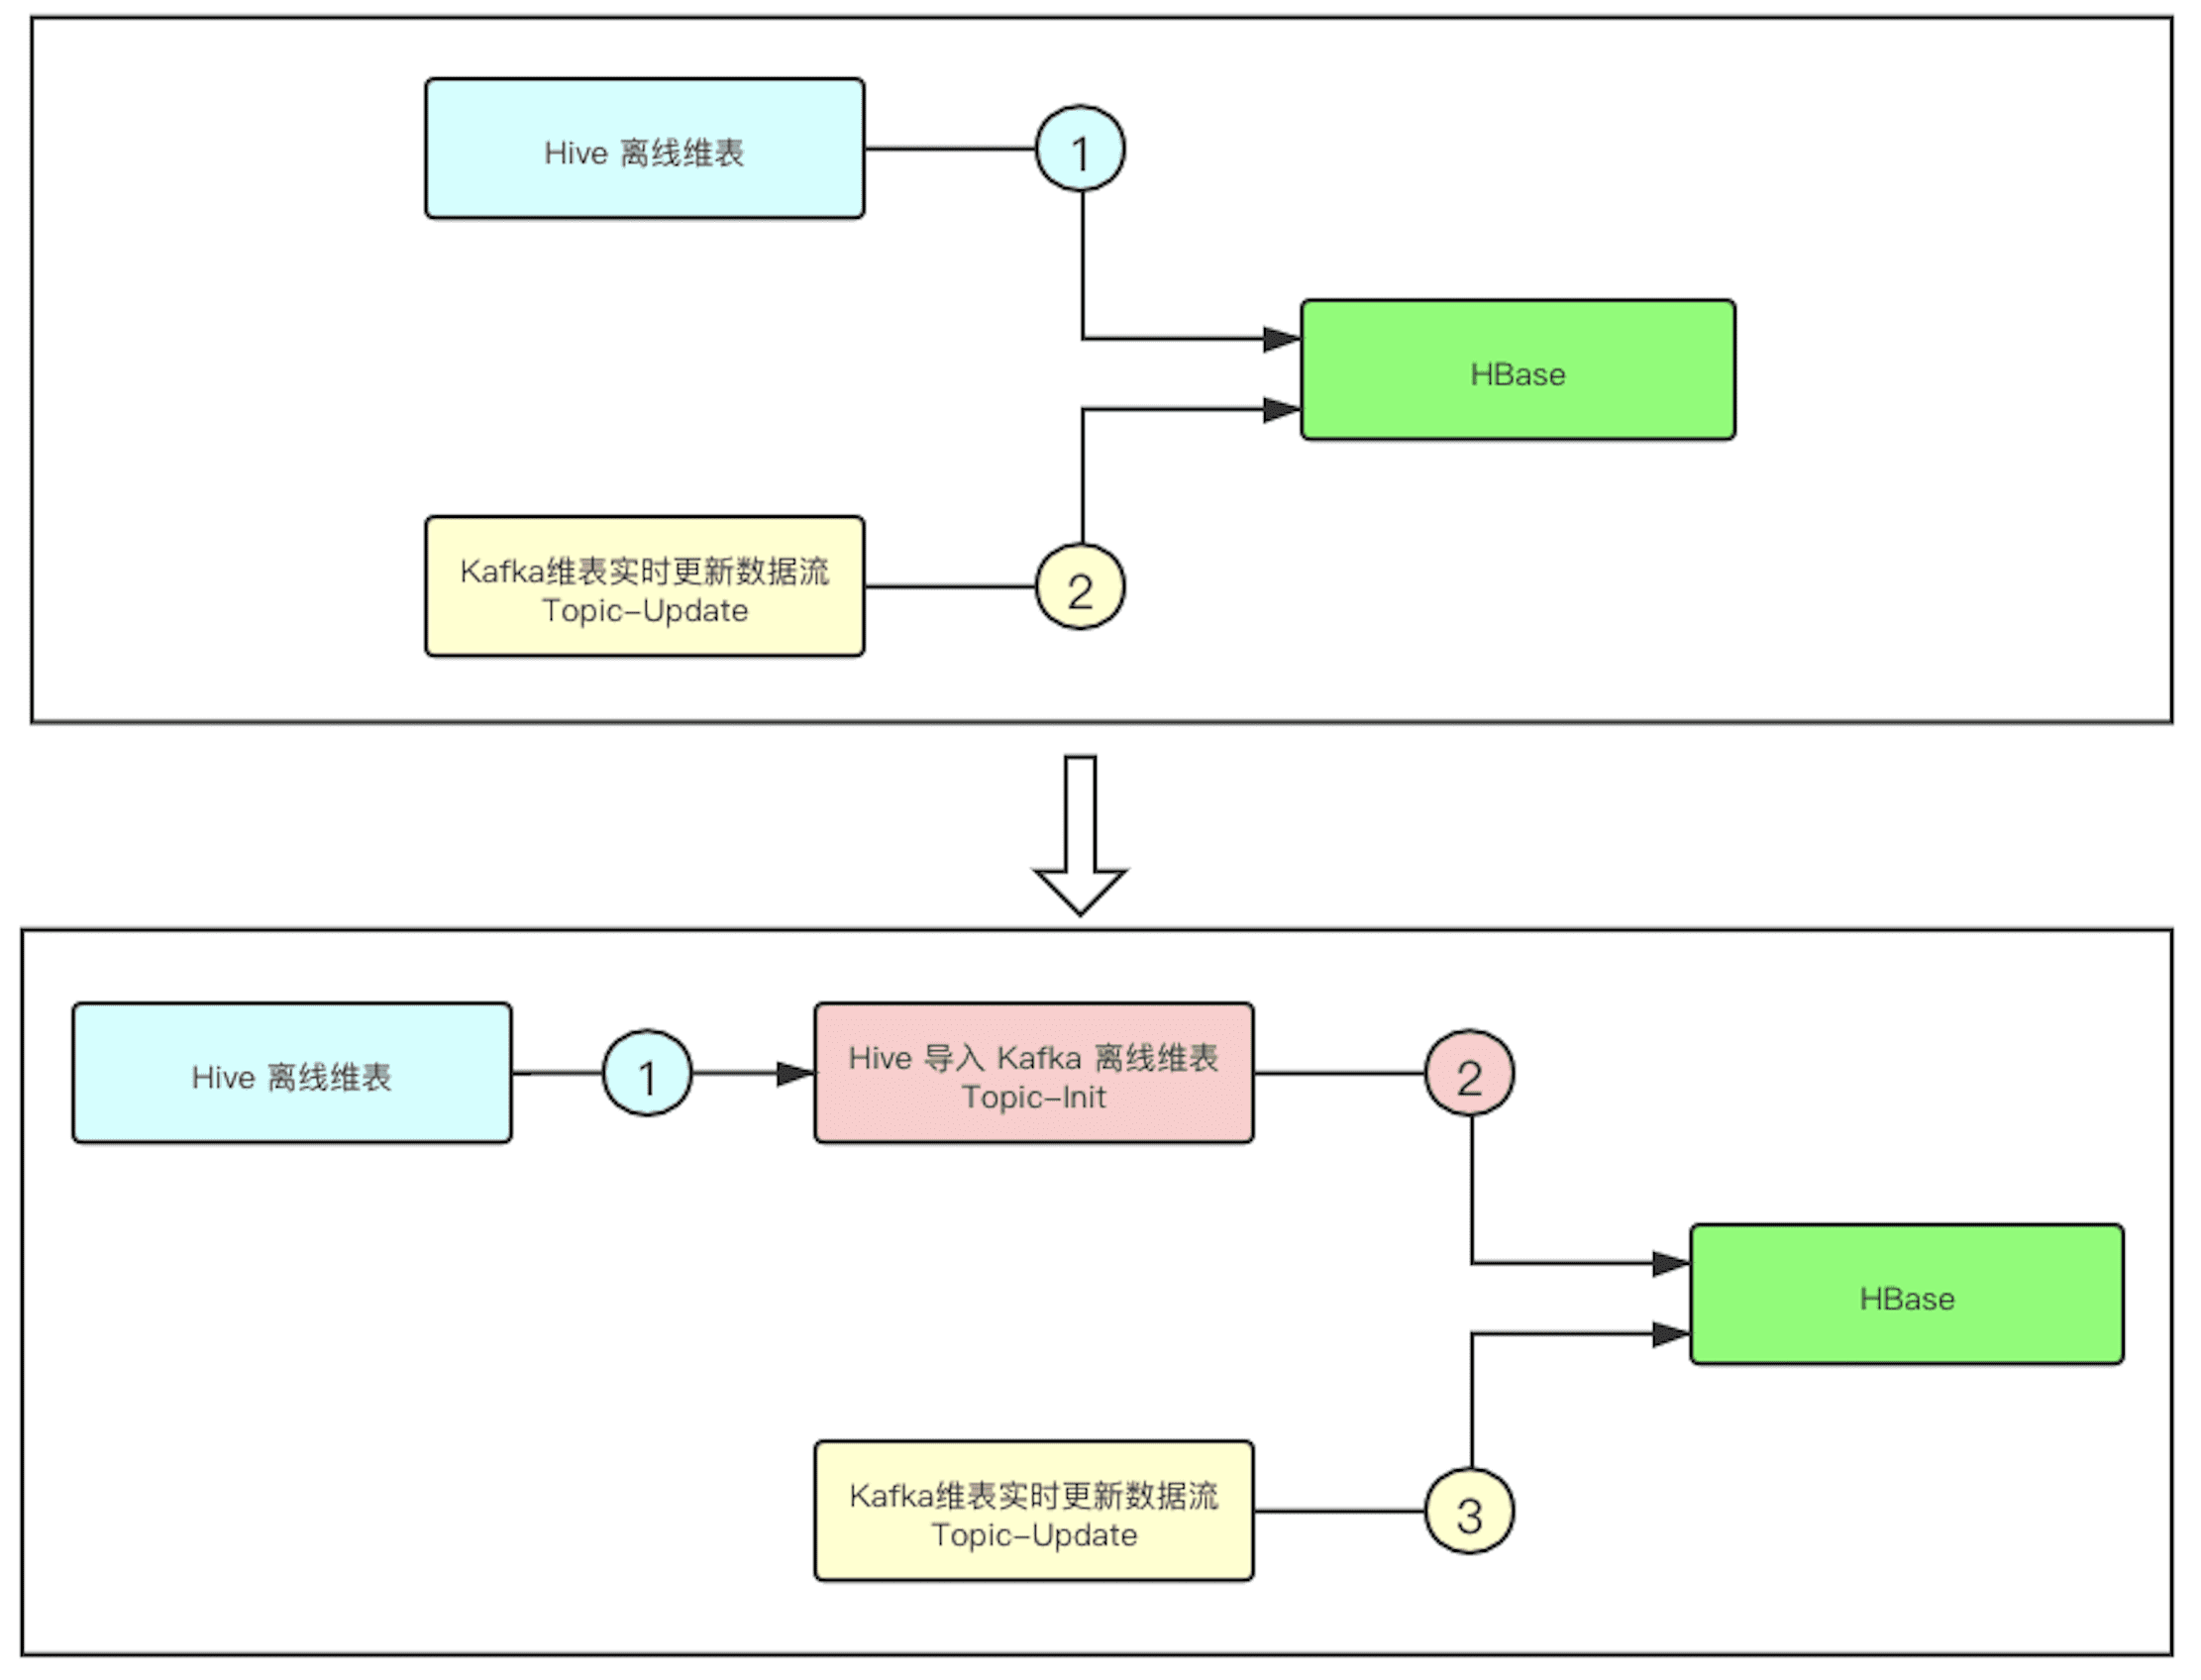 Hive 离线维表
1
HBase
Kafka维表实时更新数据流
Topic-Update
2
Hive 离线维表
1
Hive 导入 Kafka 离线维表
Topic-Init
2
HBase
Kafka维表实时更新数据流
Topic-Update
3